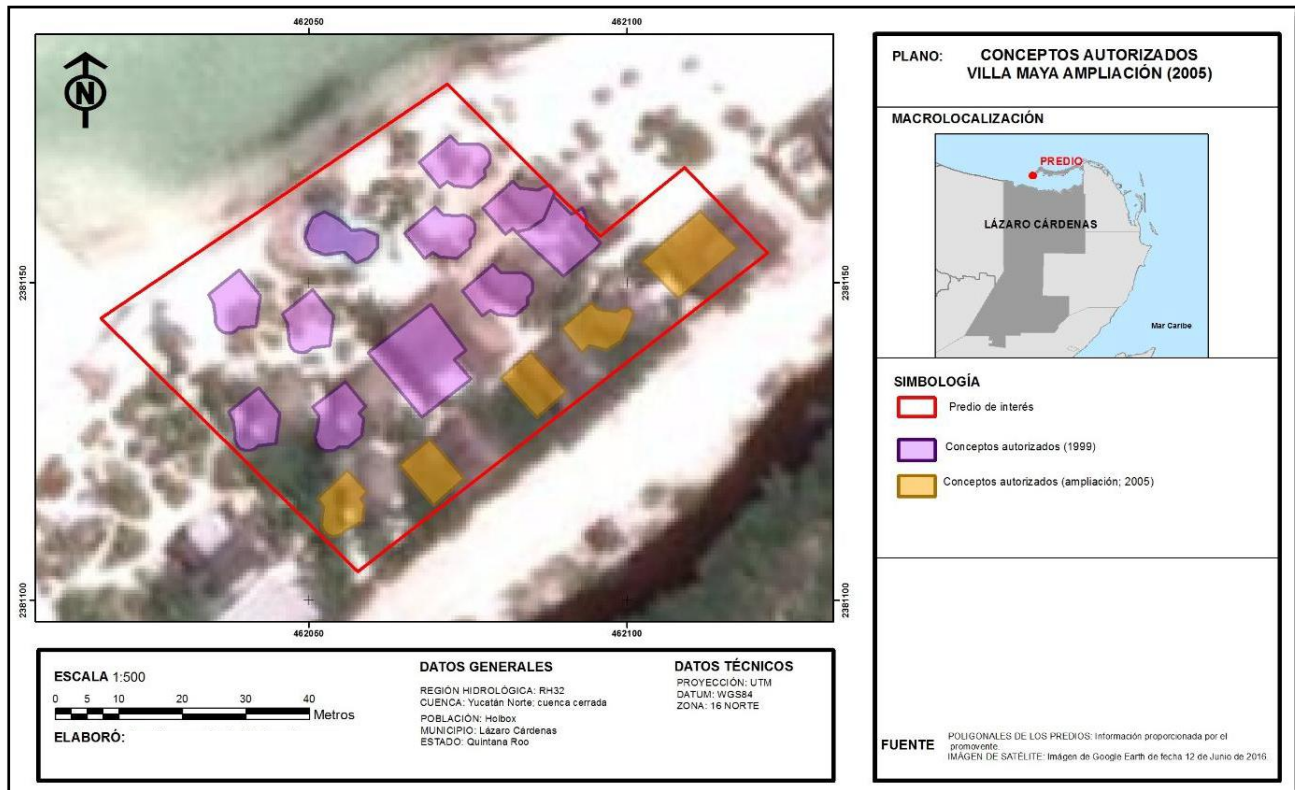 462050
462100
N
2381150
2381150
2381100
2381100
462050
462100
PLANO: CONCEPTOS AUTORIZADOS
VILLA MAYA AMPLIACIÓN (2005)
MACROLOCALIZACIÓN
PREDIO
LÁZARO CÁRDENAS
Mar Caribe
SIMBOLOGÍA
Predio de interés
Conceptos autorizados (1999)
Conceptos autorizados (ampliación; 2005)
FUENTE
POLIGONALES DE LOS PREDIOS: Información proporcionada por el
promovente.
IMÁGEN DE SATÉLITE: Imágen de Google Earth de fecha 12 de Junio de 2016
ESCALA 1:500
0 5 10 20 30 40
Metros
ELABORÓ:
DATOS GENERALES
REGIÓN HIDROLÓGICA: RH32
CUENCA: Yucatán Norte; cuenca cerrada
POBLACIÓN: Holbox
MUNICIPIO: Lázaro Cárdenas
ESTADO: Quintana Roo
DATOS TÉCNICOS
PROYECCIÓN: UTM
DATUM: WGS84
ZONA: 16 NORTE